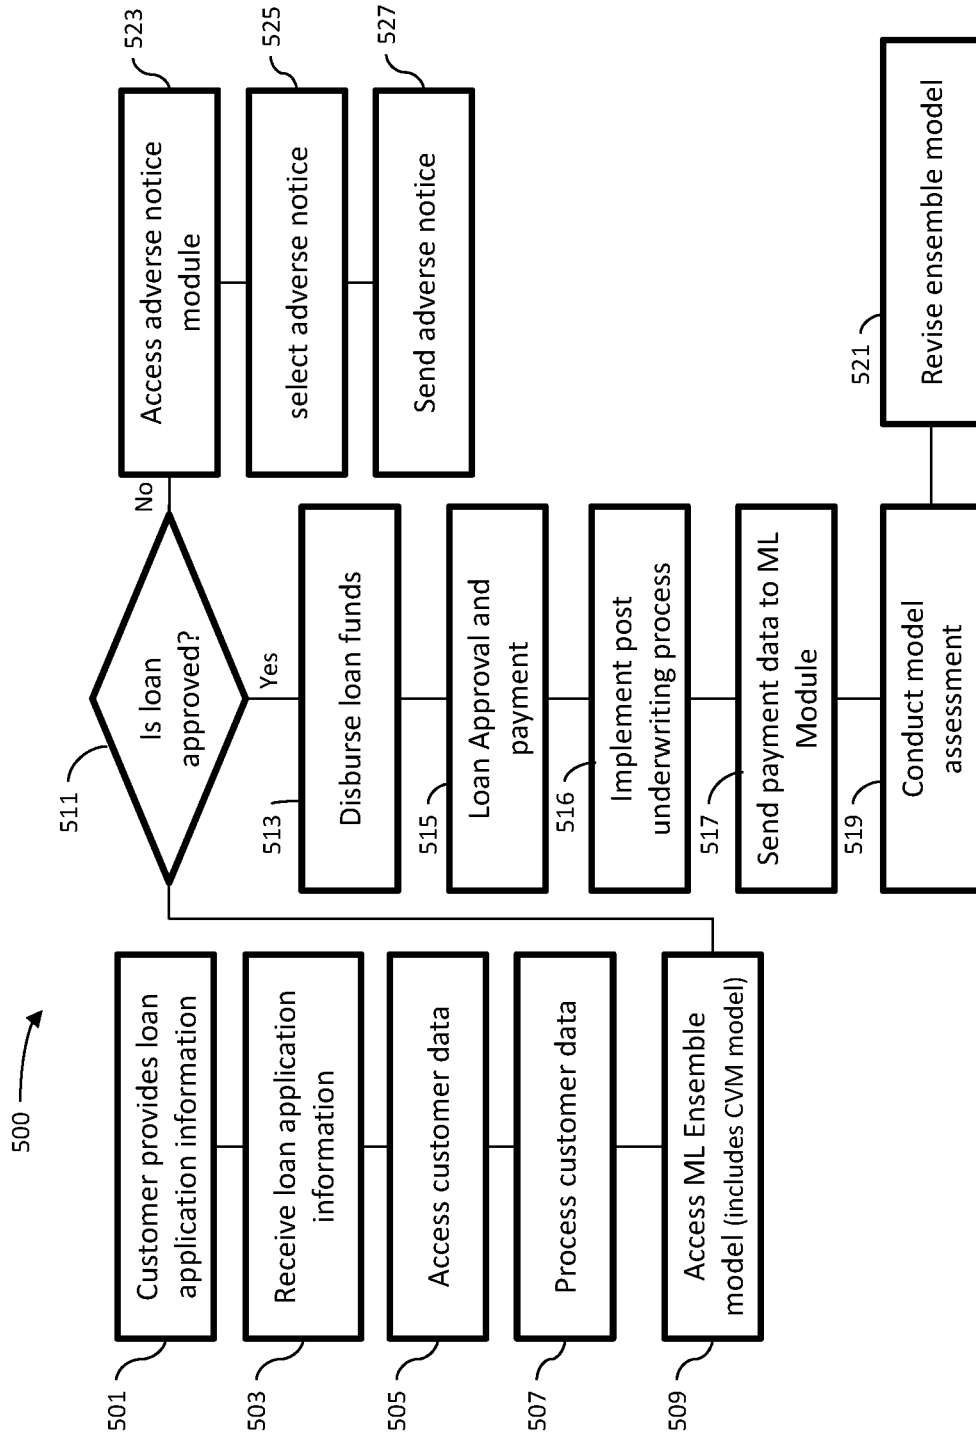 500
501
Customer provides loan
application information
503
Receive loan application
information
505
Access customer data
507
Process customer data
509
Access ML Ensemble
model (includes CVM model)
511
Is loan
approved?
Yes
No
513
Disburse loan funds
515
Loan Approval and
payment
516
Implement post
underwriting process
517
Send payment data to ML
Module
519
Conduct model
assessment
521
Revise ensemble model
523
Access adverse notice
module
525
select adverse notice
527
Send adverse notice